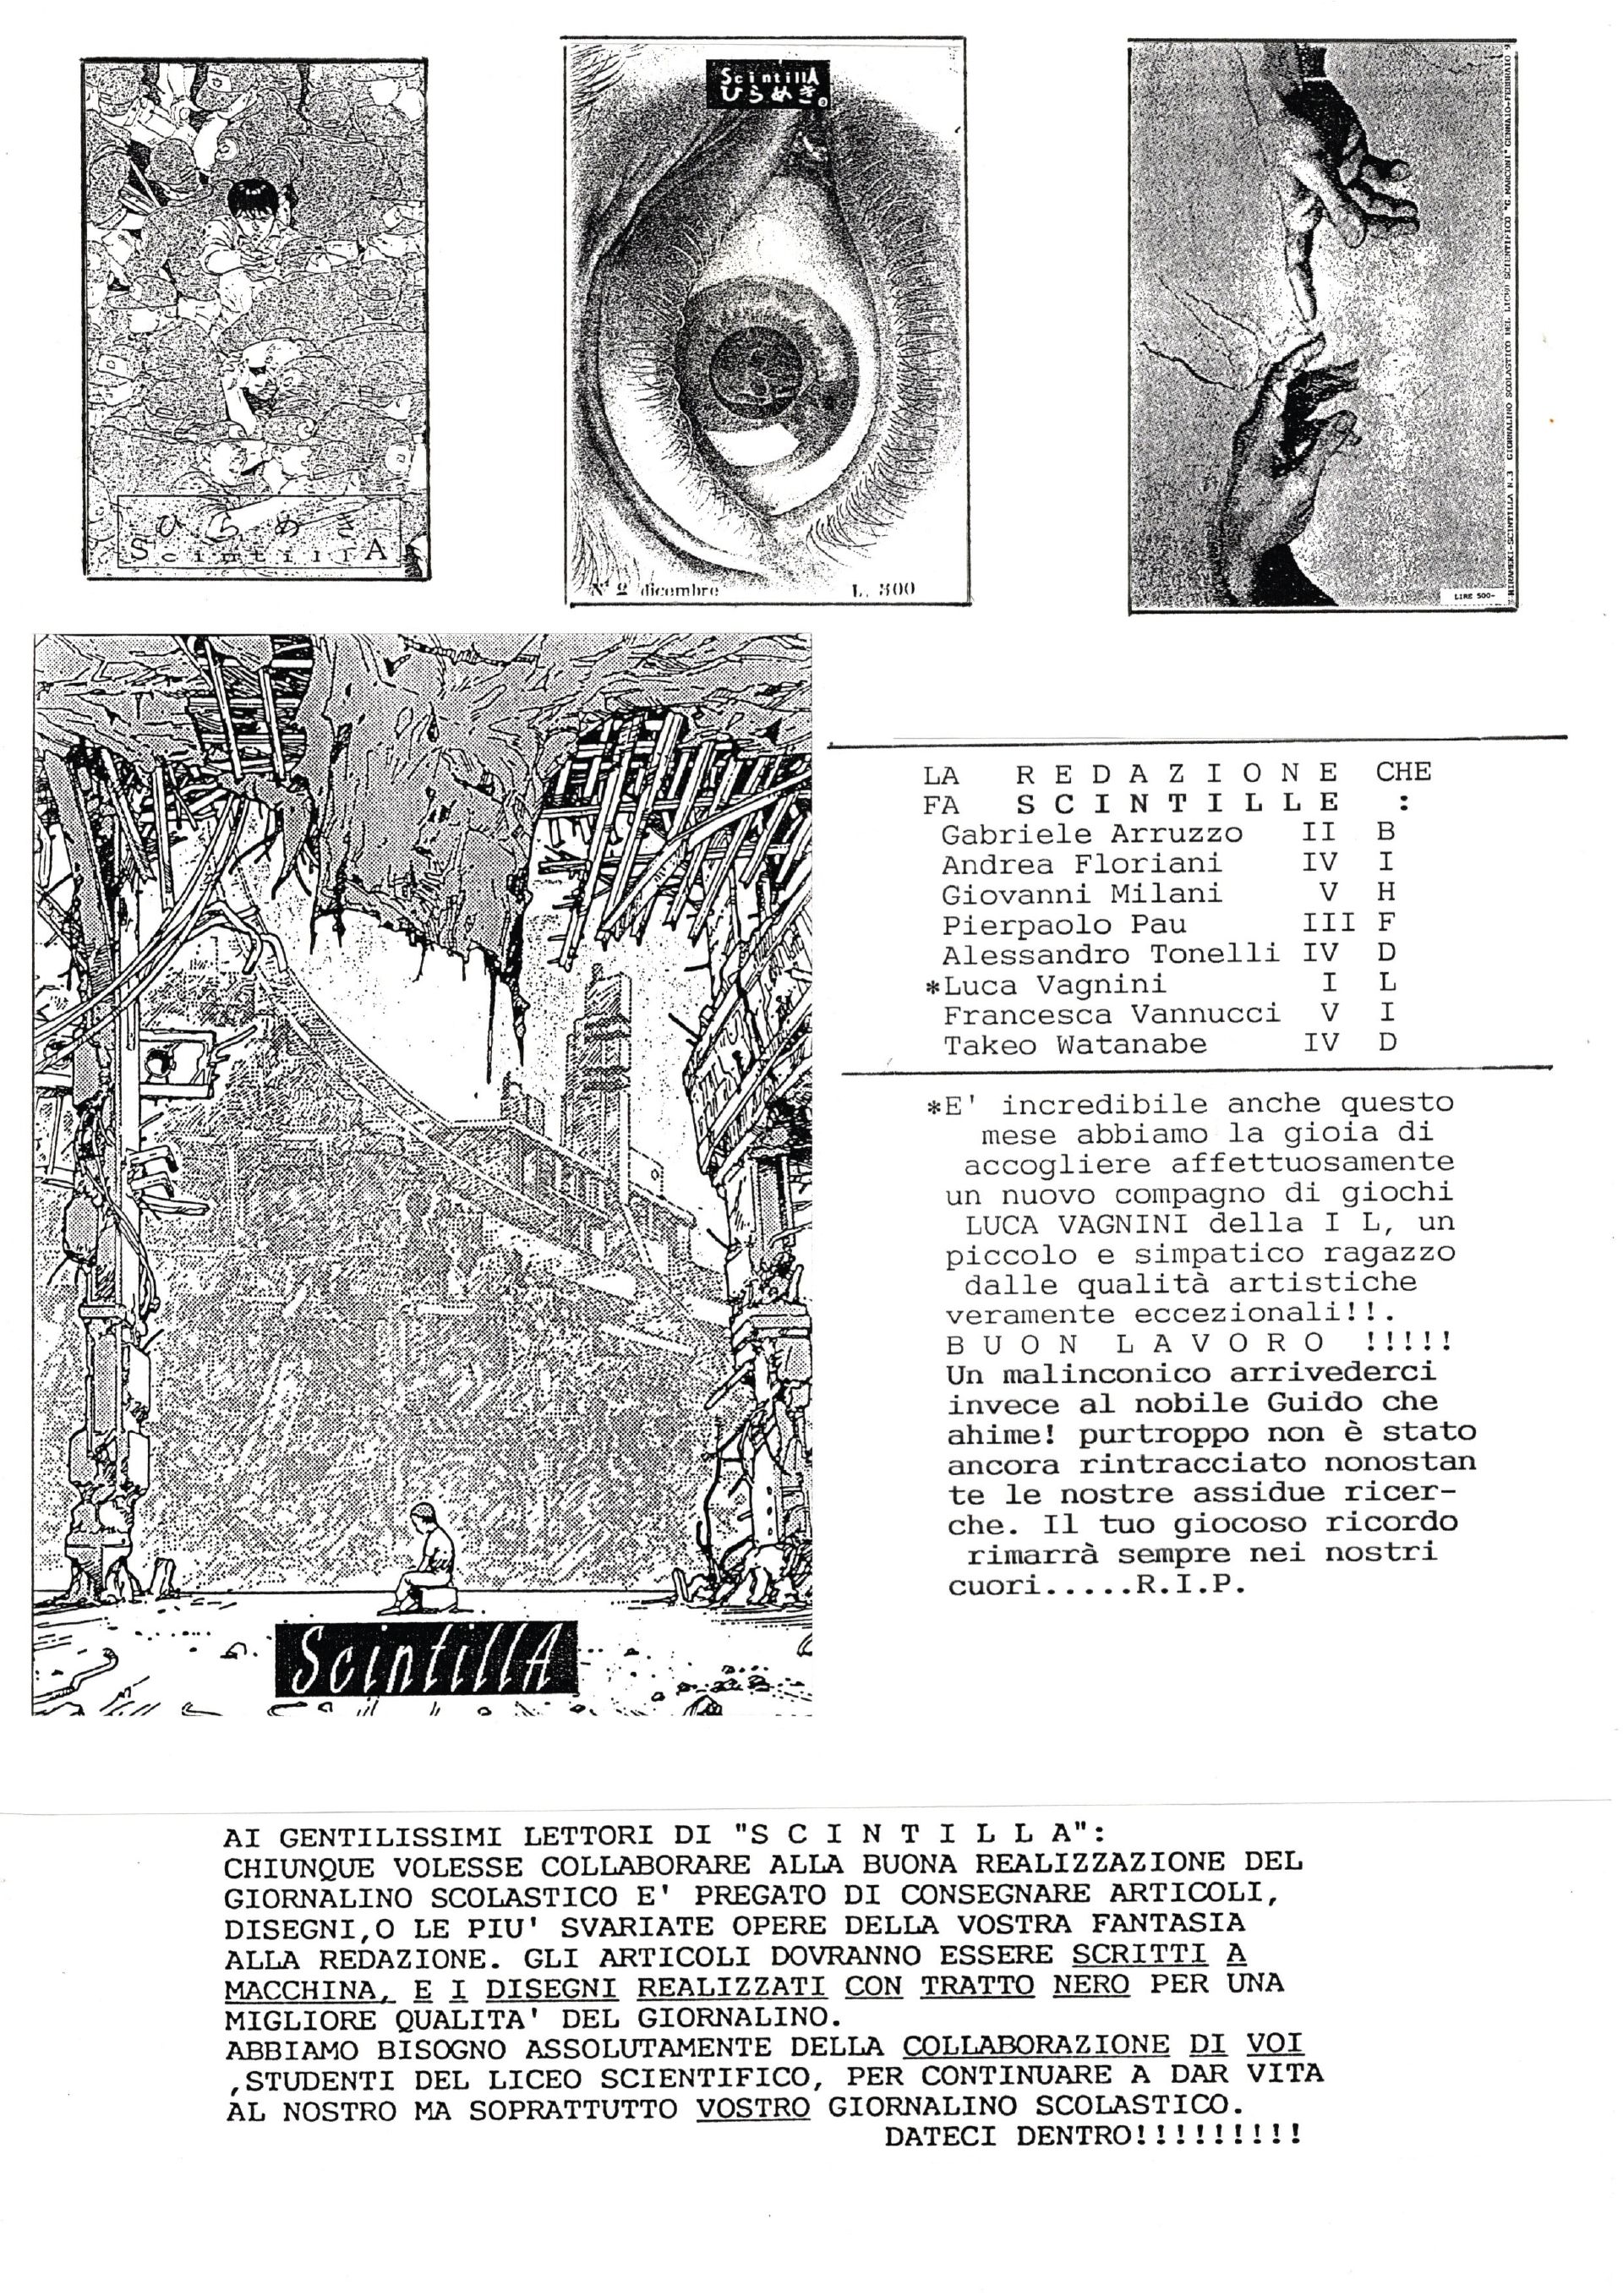 ひらめき
ScintillA
ScintillA
ひらめき
N° 2 dicembre L. 500
HIRAMEKI-SCINTILLA N.3 GIORNALINO SCOLASTICO DEL LICEO SCIENTIFICO "G. MARCONI" GENNAIO-FEBBRAIO
LIRE 500-
ScintillA
LA R E D A Z I O N E CHE
FA S C I N T I L L E :
Gabriele Arruzzo II B
Andrea Floriani IV I
Giovanni Milani V H
Pierpaolo Pau III F
Alessandro Tonelli IV D
*Luca Vagnini I L
Francesca Vannucci V I
Takeo Watanabe IV D
*E' incredibile anche questo
mese abbiamo la gioia di
accogliere affettuosamente
un nuovo compagno di giochi
LUCA VAGNINI della I L, un
piccolo e simpatico ragazzo
dalle qualità artistiche
veramente eccezionali!!.
B U O N L A V O R O !!!!!
Un malinconico arrivederci
invece al nobile Guido che
ahime! purtroppo non è stato
ancora rintracciato nonostan
te le nostre assidue ricer-
che. Il tuo giocoso ricordo
rimarrà sempre nei nostri
cuori.....R.I.P.
AI GENTILISSIMI LETTORI DI "S C I N T I L L A":
CHIUNQUE VOLESSE COLLABORARE ALLA BUONA REALIZZAZIONE DEL
GIORNALINO SCOLASTICO E' PREGATO DI CONSEGNARE ARTICOLI,
DISEGNI,O LE PIU' SVARIATE OPERE DELLA VOSTRA FANTASIA
ALLA REDAZIONE. GLI ARTICOLI DOVRANNO ESSERE SCRITTI A
MACCHINA, E I DISEGNI REALIZZATI CON TRATTO NERO PER UNA
MIGLIORE QUALITA' DEL GIORNALINO.
ABBIAMO BISOGNO ASSOLUTAMENTE DELLA COLLABORAZIONE DI VOI
,STUDENTI DEL LICEO SCIENTIFICO, PER CONTINUARE A DAR VITA
AL NOSTRO MA SOPRATTUTTO VOSTRO GIORNALINO SCOLASTICO.
DATECI DENTRO!!!!!!!!!